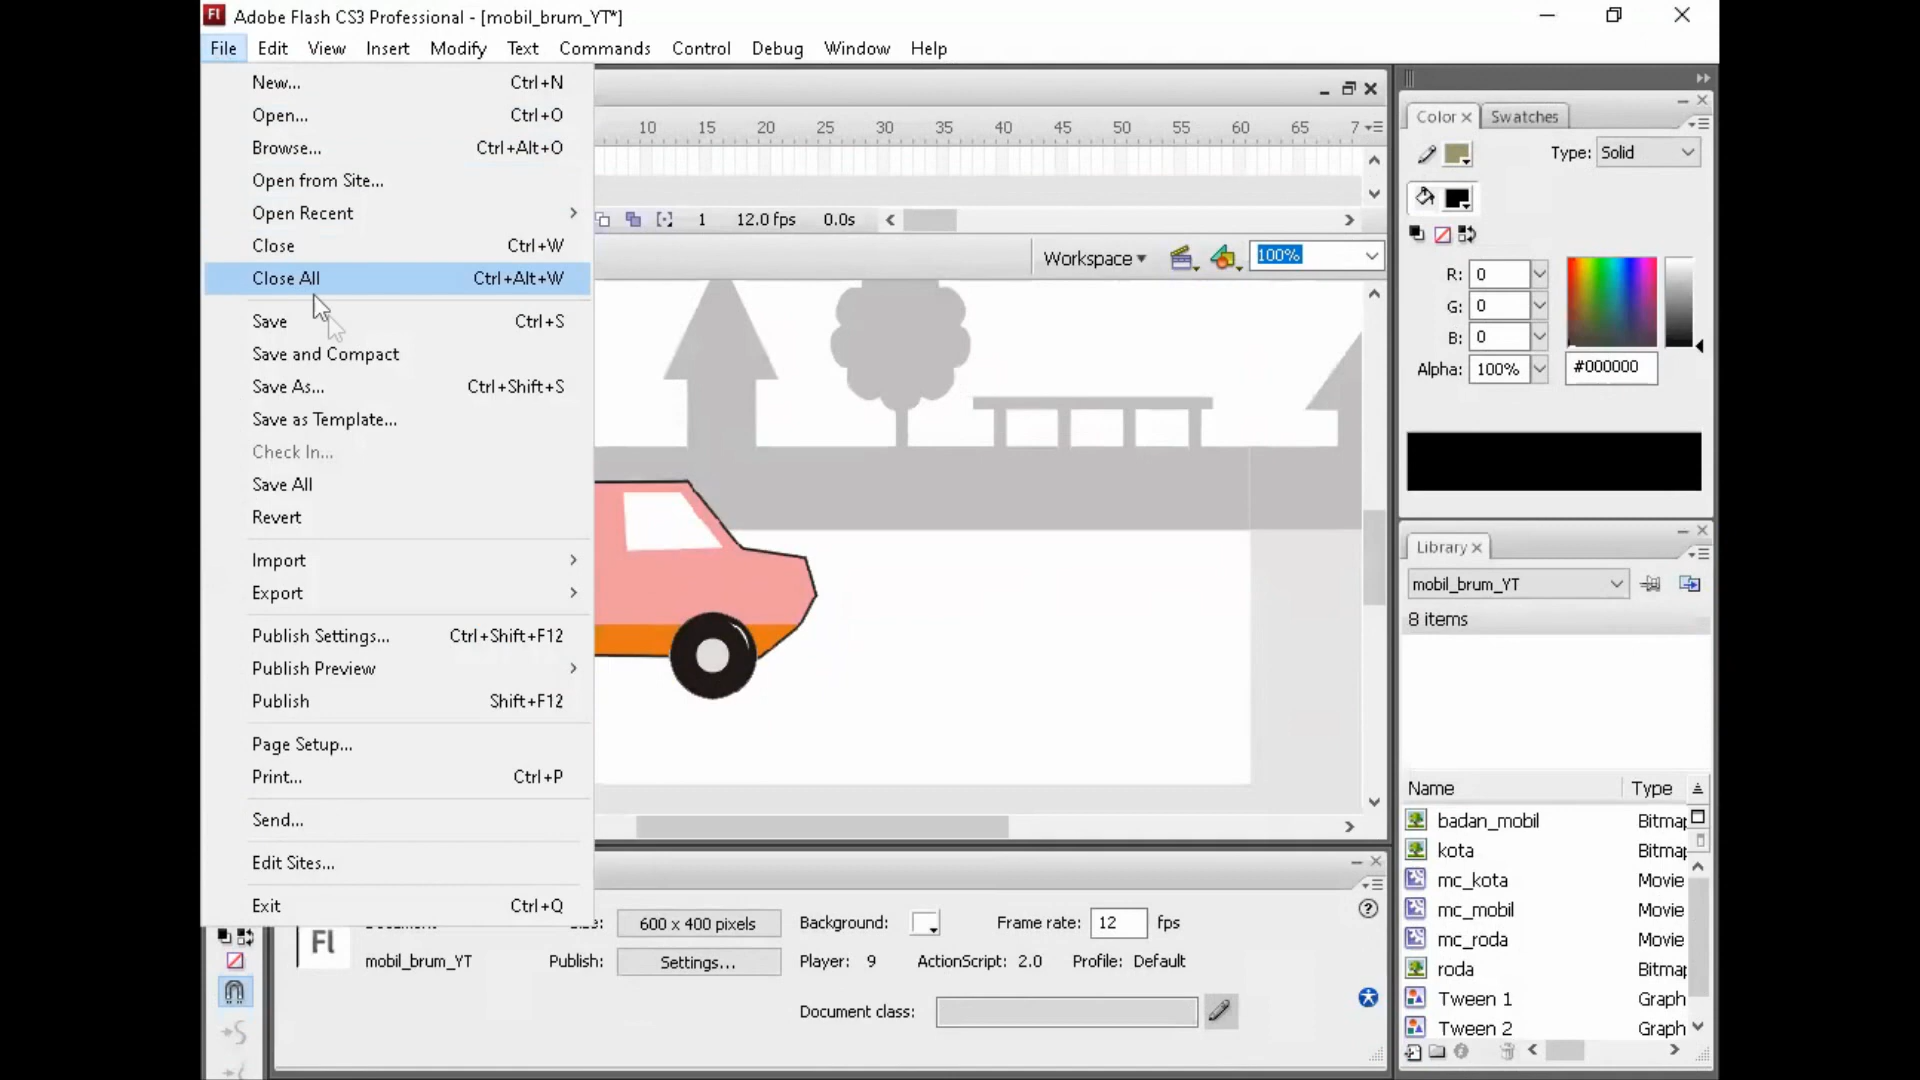 Fl Adobe Flash CS3 Professional - [mobil_brum_YT*]
File Edit View Insert Modify Text Commands Control Debug Window Help
New... Ctrl+N
Open... Ctrl+O
Browse... Ctrl+Alt+O
Open from Site...
Open Recent
Close Ctrl+W
Close All Ctrl+Alt+W
Save Ctrl+S
Save and Compact
Save As... Ctrl+Shift+S
Save as Template...
Check In...
Save All
Revert
Import
Export
Publish Settings... Ctrl+Shift+F12
Publish Preview
Publish Shift+F12
Page Setup...
Print... Ctrl+P
Send...
Edit Sites...
Exit Ctrl+Q
10 15 20 25 30 35 40 45 50 55 60 65 7
1 12.0 fps 0.0s
Workspace 100%
Color Swatches
Type: Solid
R: 0
G: 0
B: 0
Alpha: 100% #000000
Library
mobil_brum_YT
8 items
Name Type
badan_mobil Bitmap
kota Bitmap
mc_kota Movie
mc_mobil Movie
mc_roda Movie
roda Bitmap
Tween 1 Graph
Tween 2 Graph
600 x 400 pixels Background: Frame rate: 12 fps
Fl mobil_brum_YT Publish: Settings... Player: 9 ActionScript: 2.0 Profile: Default
Document class: